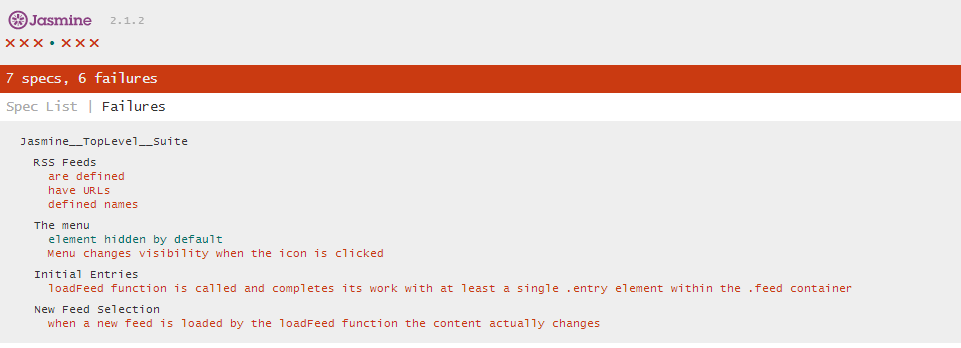 Jasmine 2.1.2
×××•×××
7 specs, 6 failures
Spec List | Failures
Jasmine__TopLevel__Suite
RSS Feeds
are defined
have URLs
defined names
The menu
element hidden by default
Menu changes visibility when the icon is clicked
Initial Entries
loadFeed function is called and completes its work with at least a single .entry element within the .feed container
New Feed Selection
when a new feed is loaded by the loadFeed function the content actually changes